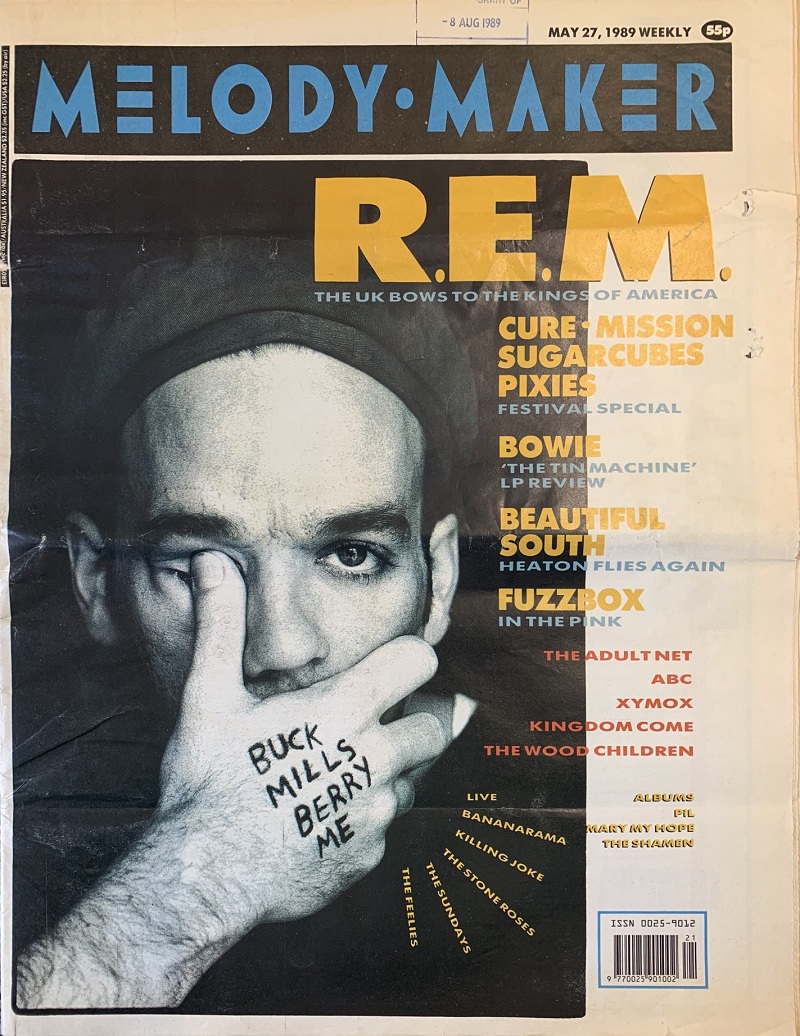 - 8 AUG 1989
MAY 27, 1989 WEEKLY 55p
MELODY·MAKER
R.E.M.
THE UK BOWS TO THE KINGS OF AMERICA
CURE·MISSION
SUGARCUBES
PIXIES
FESTIVAL SPECIAL
BOWIE
'THE TIN MACHINE'
LP REVIEW
BEAUTIFUL
SOUTH
HEATON FLIES AGAIN
FUZZBOX
IN THE PINK
THE ADULT NET
ABC
XYMOX
KINGDOM COME
THE WOOD CHILDREN
BUCK
MILLS
BERRY
ME
LIVE
BANANARAMA
KILLING JOKE
THE STONE ROSES
THE SUNDAYS
THE FEELIES
ALBUMS
PIL
MARY MY HOPE
THE SHAMEN
ISSN 0025-9012
21
9 770025 901002